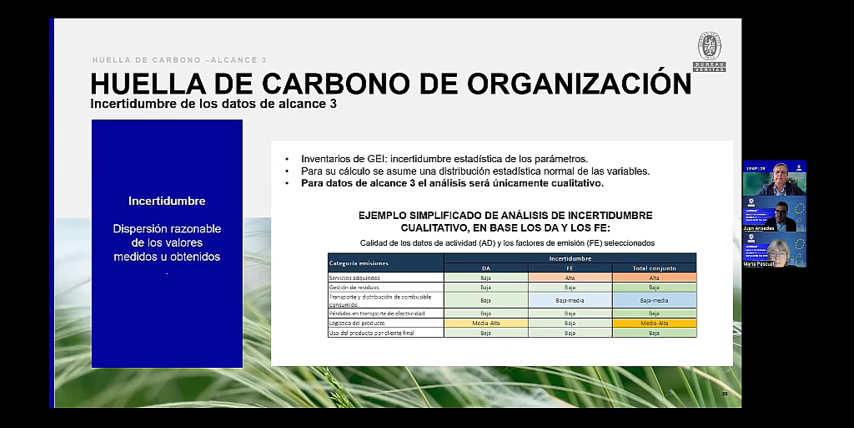 HUELLA DE CARBONO –ALCANCE 3
HUELLA DE CARBONO DE ORGANIZACIÓN
Incertidumbre de los datos de alcance 3
BUREAU
VERITAS
Incertidumbre
Dispersión razonable
de los valores
medidos u obtenidos
.
• Inventarios de GEI: incertidumbre estadística de los parámetros.
• Para su cálculo se asume una distribución estadística normal de las variables.
• Para datos de alcance 3 el análisis será únicamente cualitativo.
EJEMPLO SIMPLIFICADO DE ANÁLISIS DE INCERTIDUMBRE
CUALITATIVO, EN BASE LOS DA Y LOS FE:
Calidad de los datos de actividad (AD) y los factores de emisión (FE) seleccionados
Categoría emisiones Incertidumbre
DA FE Total conjunto
Servicios adquiridos Baja Alta Alta
Gestión de residuos Baja Baja Baja
Transporte y distribución de combustible
consumido Baja Baja-media Baja-media
Pérdidas en transporte de electricidad Baja Baja Baja
Logística del producto Media-Alta Baja Media-Alta
Uso del producto por cliente final Baja Baja Baja
Maria Pascual